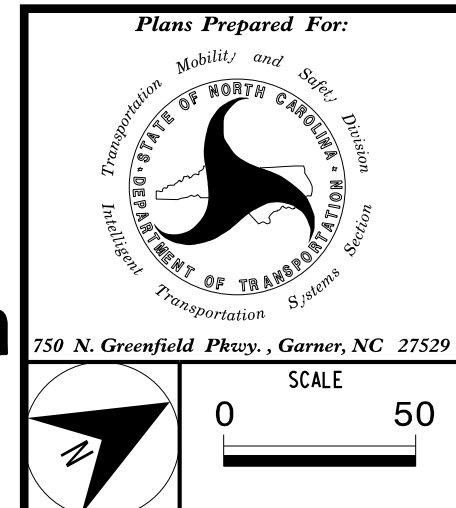 Plans Prepared For:
Transportation Mobility and Safety Division
STATE OF NORTH CAROLINA
DEPARTMENT OF TRANSPORTATION
Intelligent Transportation Systems Section
750 N. Greenfield Pkwy. , Garner, NC 27529
SCALE
0 50
N